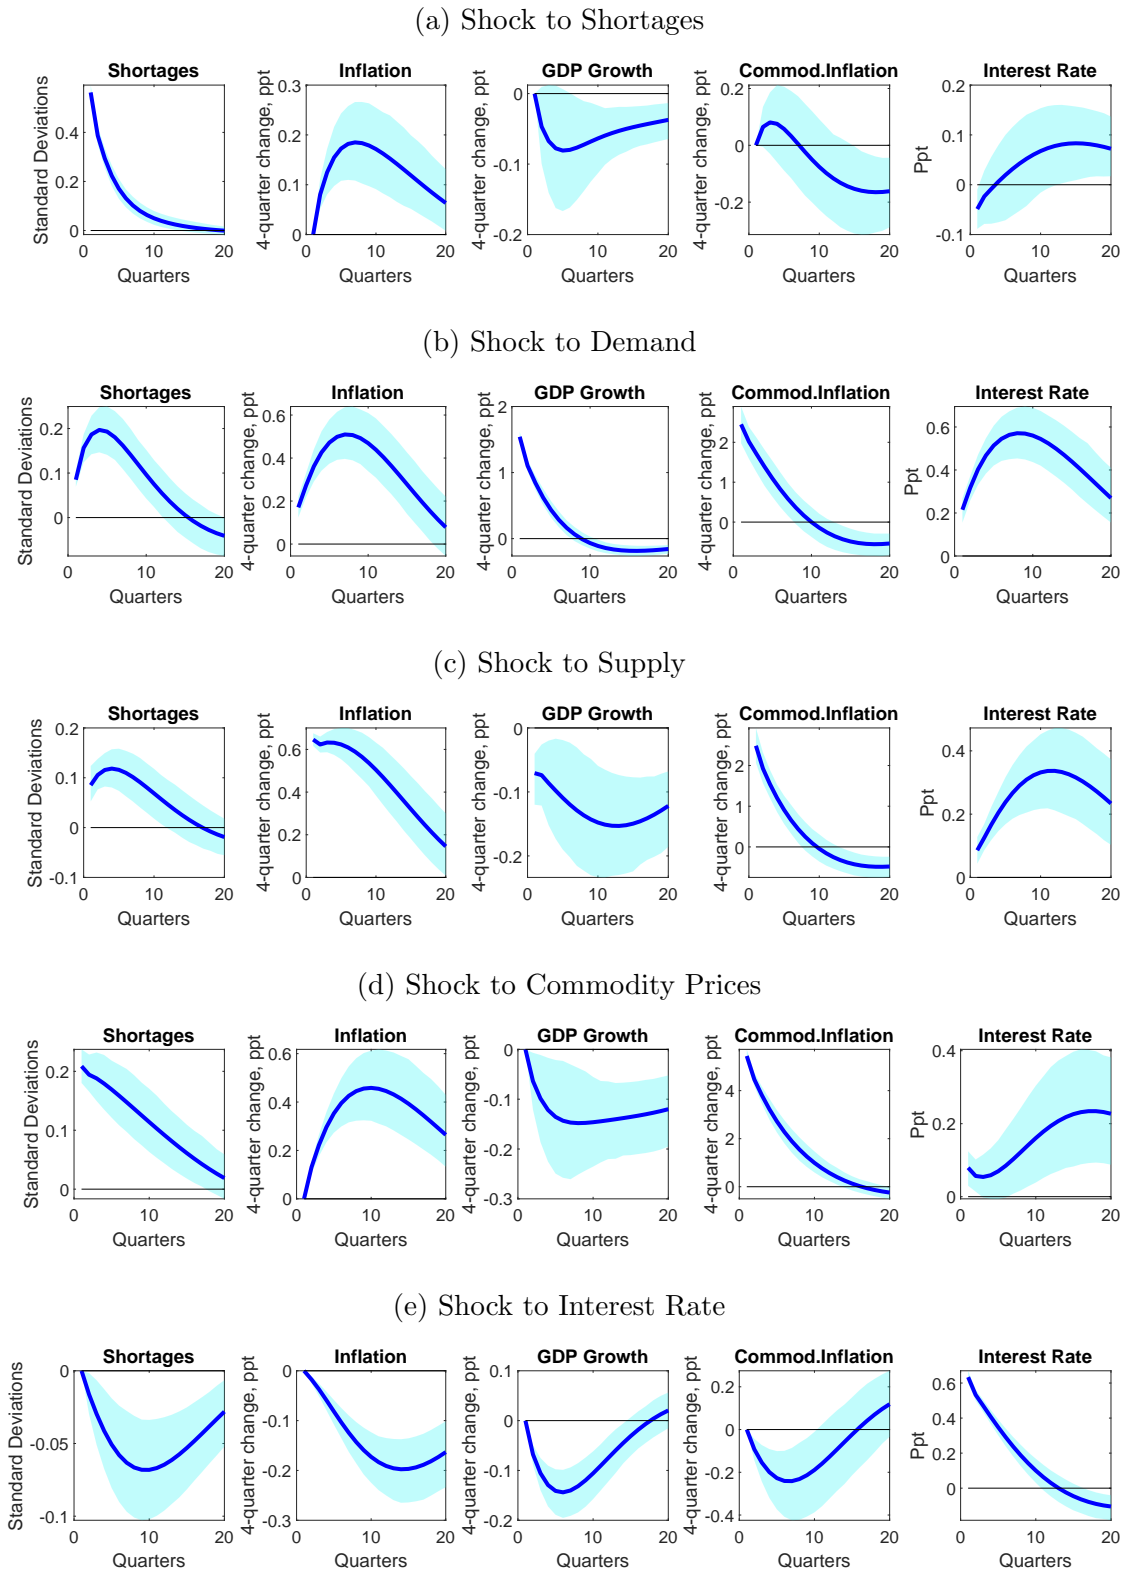 (a) Shock to Shortages
Shortages
Inflation
GDP Growth
Commod.Inflation
Interest Rate
Standard Deviations
0
0.2
0.4
0 10 20
Quarters
4-quarter change, ppt
0
0.1
0.2
0.3
0 10 20
Quarters
4-quarter change, ppt
-0.2
-0.1
0
0 10 20
Quarters
4-quarter change, ppt
-0.2
0
0.2
0 10 20
Quarters
Ppt
-0.1
0
0.1
0.2
0 10 20
Quarters
(b) Shock to Demand
Shortages
Inflation
GDP Growth
Commod.Inflation
Interest Rate
Standard Deviations
0
0.1
0.2
0 10 20
Quarters
4-quarter change, ppt
0
0.2
0.4
0.6
0 10 20
Quarters
4-quarter change, ppt
0
1
2
0 10 20
Quarters
4-quarter change, ppt
0
1
2
0 10 20
Quarters
Ppt
0
0.2
0.4
0.6
0 10 20
Quarters
(c) Shock to Supply
Shortages
Inflation
GDP Growth
Commod.Inflation
Interest Rate
Standard Deviations
-0.1
0
0.1
0.2
0 10 20
Quarters
4-quarter change, ppt
0
0.2
0.4
0.6
0 10 20
Quarters
4-quarter change, ppt
-0.2
-0.1
0
0 10 20
Quarters
4-quarter change, ppt
0
1
2
0 10 20
Quarters
Ppt
0
0.2
0.4
0 10 20
Quarters
(d) Shock to Commodity Prices
Shortages
Inflation
GDP Growth
Commod.Inflation
Interest Rate
Standard Deviations
0
0.1
0.2
0 10 20
Quarters
4-quarter change, ppt
0
0.2
0.4
0.6
0 10 20
Quarters
4-quarter change, ppt
-0.3
-0.2
-0.1
0
0 10 20
Quarters
4-quarter change, ppt
0
2
4
0 10 20
Quarters
Ppt
0
0.2
0.4
0 10 20
Quarters
(e) Shock to Interest Rate
Shortages
Inflation
GDP Growth
Commod.Inflation
Interest Rate
Standard Deviations
-0.1
-0.05
0
0 10 20
Quarters
4-quarter change, ppt
-0.3
-0.2
-0.1
0
0 10 20
Quarters
4-quarter change, ppt
-0.2
-0.1
0
0.1
0 10 20
Quarters
4-quarter change, ppt
-0.4
-0.2
0
0.2
0 10 20
Quarters
Ppt
0
0.2
0.4
0.6
0 10 20
Quarters